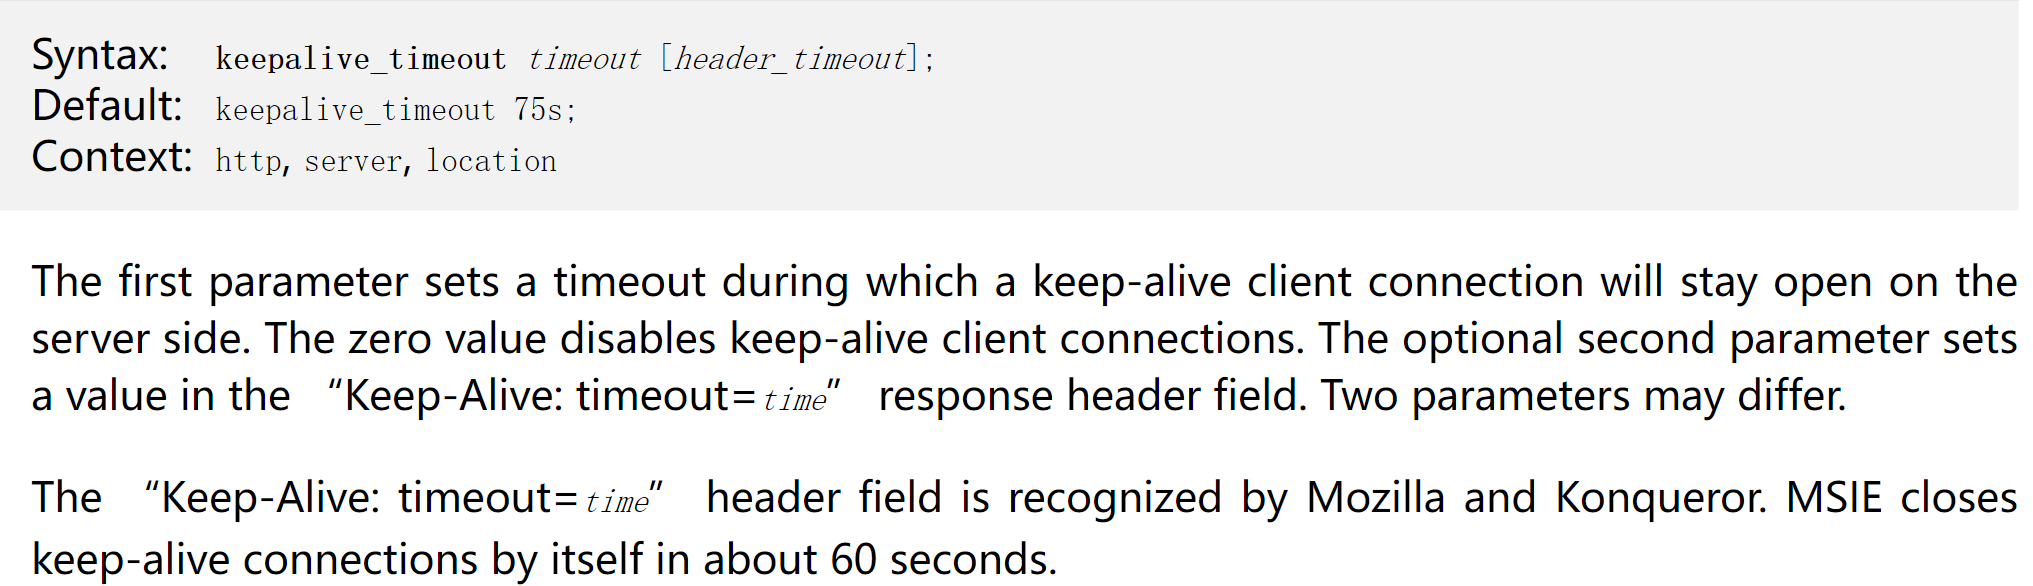 Syntax: keepalive_timeout timeout [header_timeout];
Default: keepalive_timeout 75s;
Context: http, server, location
The first parameter sets a timeout during which a keep-alive client connection will stay open on the
server side. The zero value disables keep-alive client connections. The optional second parameter sets
a value in the “Keep-Alive: timeout=time” response header field. Two parameters may differ.
The “Keep-Alive: timeout=time” header field is recognized by Mozilla and Konqueror. MSIE closes
keep-alive connections by itself in about 60 seconds.